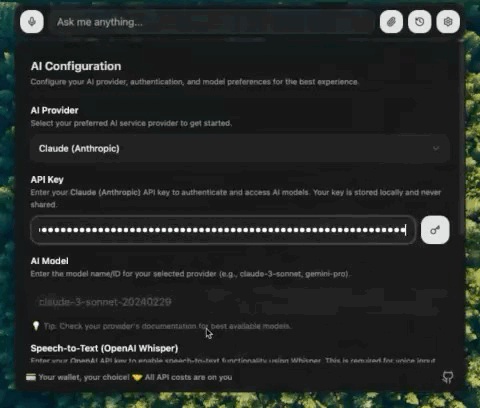 Ask me anything...
AI Configuration
Configure your AI provider, authentication, and model preferences for the best experience.
AI Provider
Select your preferred AI service provider to get started.
Claude (Anthropic)
API Key
Enter your Claude (Anthropic) API key to authenticate and access AI models. Your key is stored locally and never
shared.
AI Model
Enter the model name/ID for your selected provider (e.g., claude-3-sonnet, gemini-pro).
claude-3-sonnet-20240229
💡 Tip: Check your provider's documentation for best available models.
Speech-to-Text (OpenAI Whisper)
Enter your OpenAI API key to enable speech-to-text functionality using Whisper. This is required for voice input
💳 Your wallet, your choice! 🤝 All API costs are on you